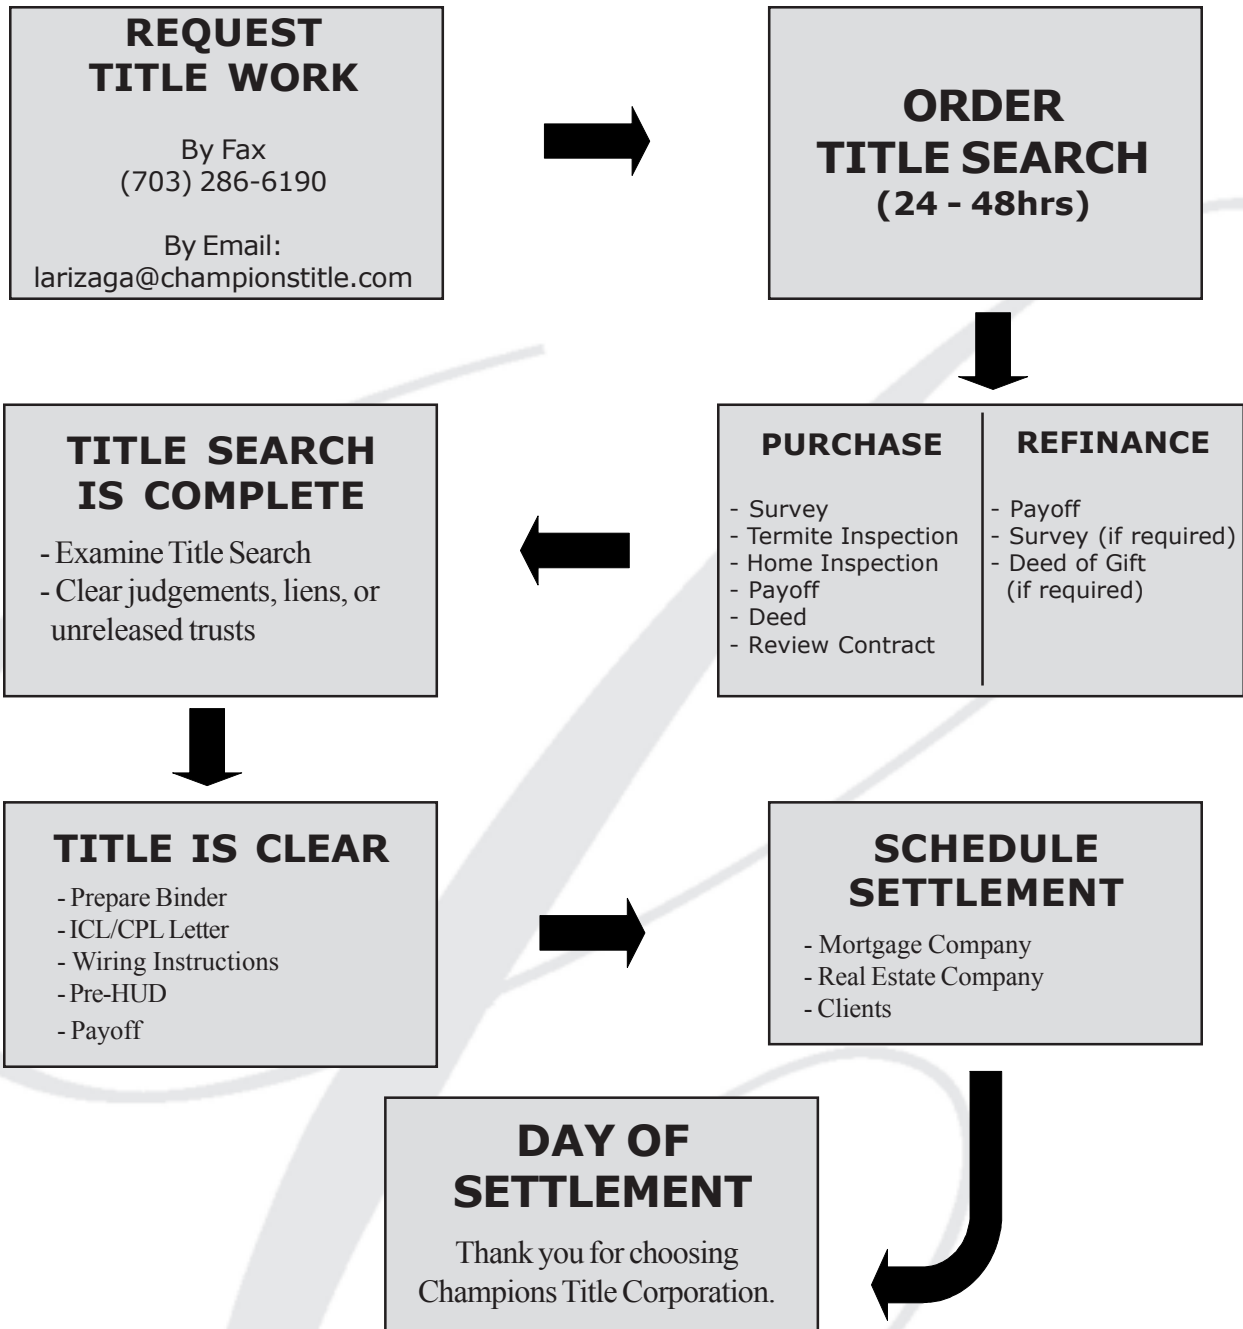 REQUEST
TITLE WORK
By Fax
(703) 286-6190
By Email:
larizaga@championstitle.com
ORDER
TITLE SEARCH
(24 - 48hrs)
PURCHASE
- Survey
- Termite Inspection
- Home Inspection
- Payoff
- Deed
- Review Contract
REFINANCE
- Payoff
- Survey (if required)
- Deed of Gift
(if required)
TITLE SEARCH
IS COMPLETE
- Examine Title Search
- Clear judgements, liens, or
unreleased trusts
TITLE IS CLEAR
- Prepare Binder
- ICL/CPL Letter
- Wiring Instructions
- Pre-HUD
- Payoff
SCHEDULE
SETTLEMENT
- Mortgage Company
- Real Estate Company
- Clients
DAY OF
SETTLEMENT
Thank you for choosing
Champions Title Corporation.